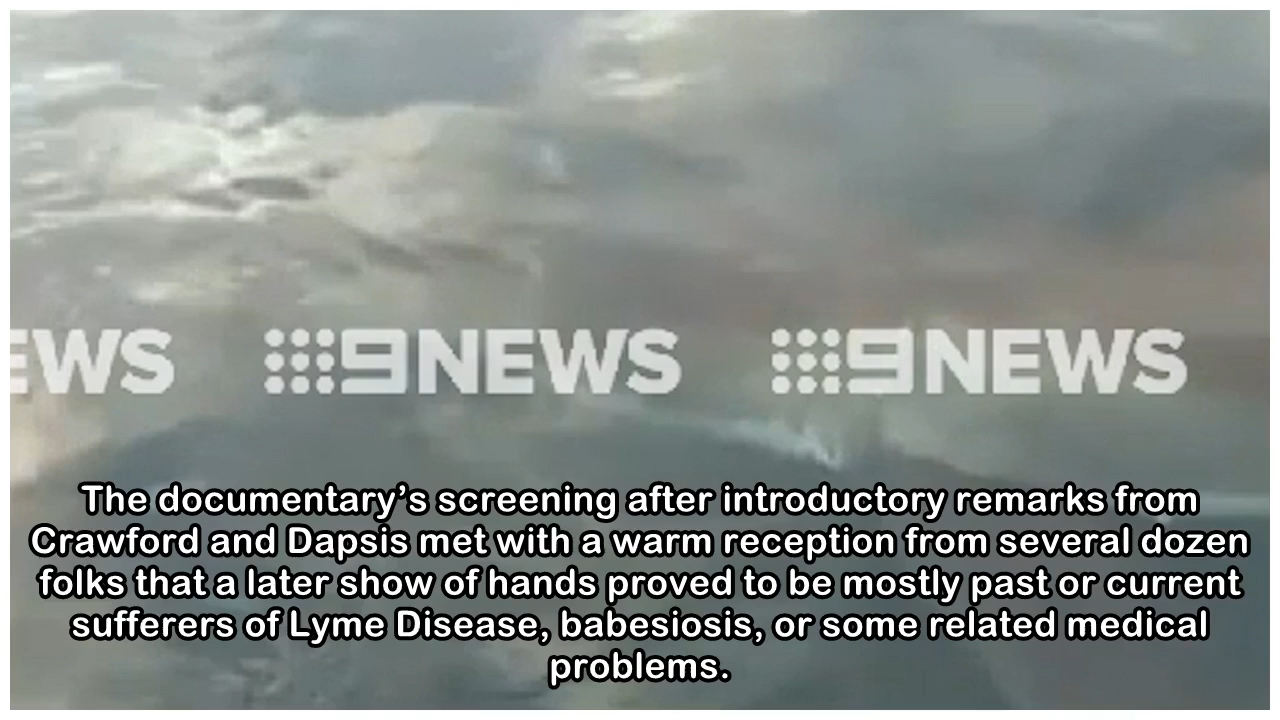 EWS 9NEWS 9NEWS
The documentary’s screening after introductory remarks from
Crawford and Dapsis met with a warm reception from several dozen
folks that a later show of hands proved to be mostly past or current
sufferers of Lyme Disease, babesiosis, or some related medical
problems.